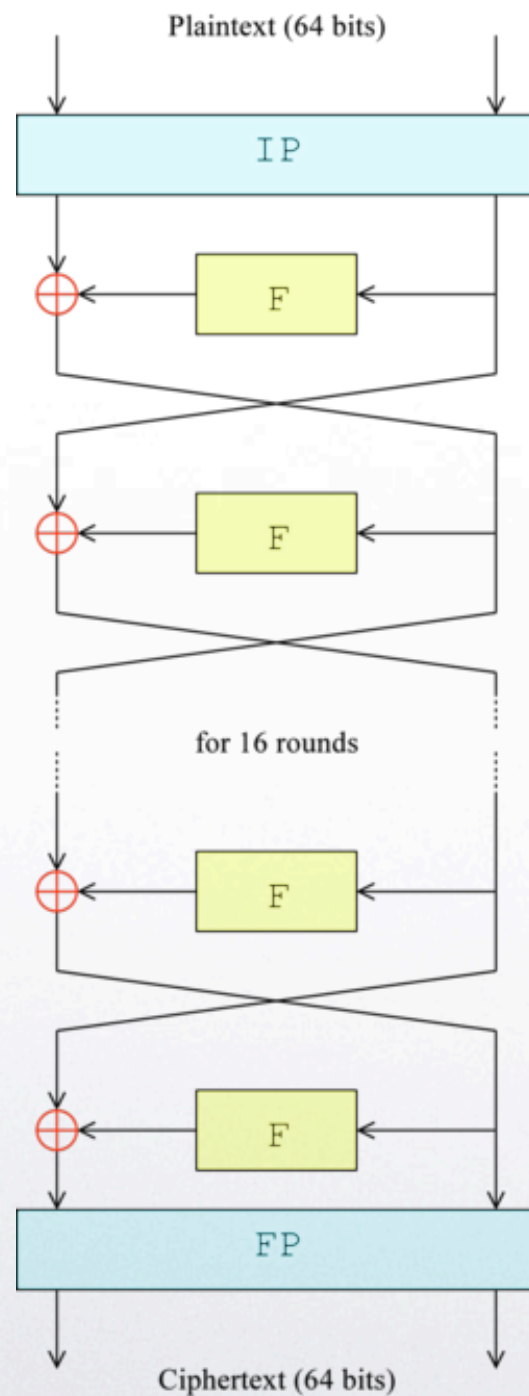 Plaintext (64 bits)
IP
F
F
for 16 rounds
F
F
FP
Ciphertext (64 bits)